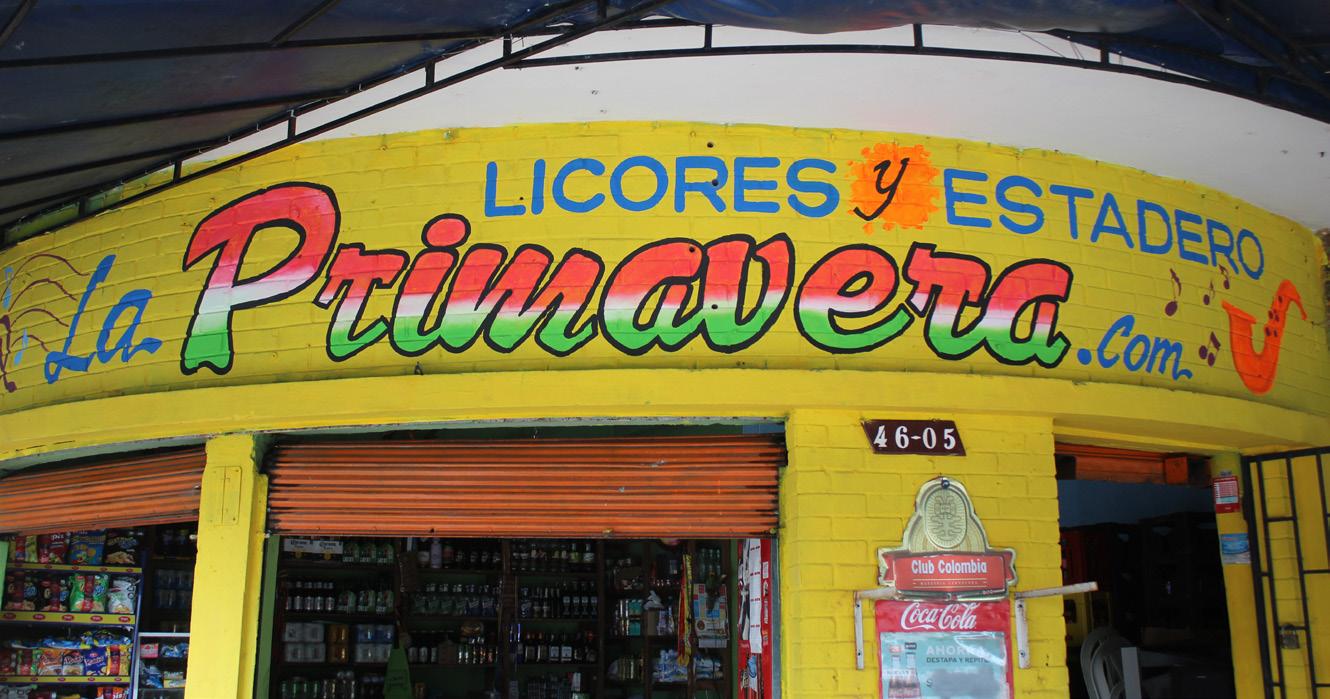 LICORES y ESTADERO
La Primavera.com
46-05
Club Colombia
Coca-Cola
AHORRA
DESTAPA Y REPITE